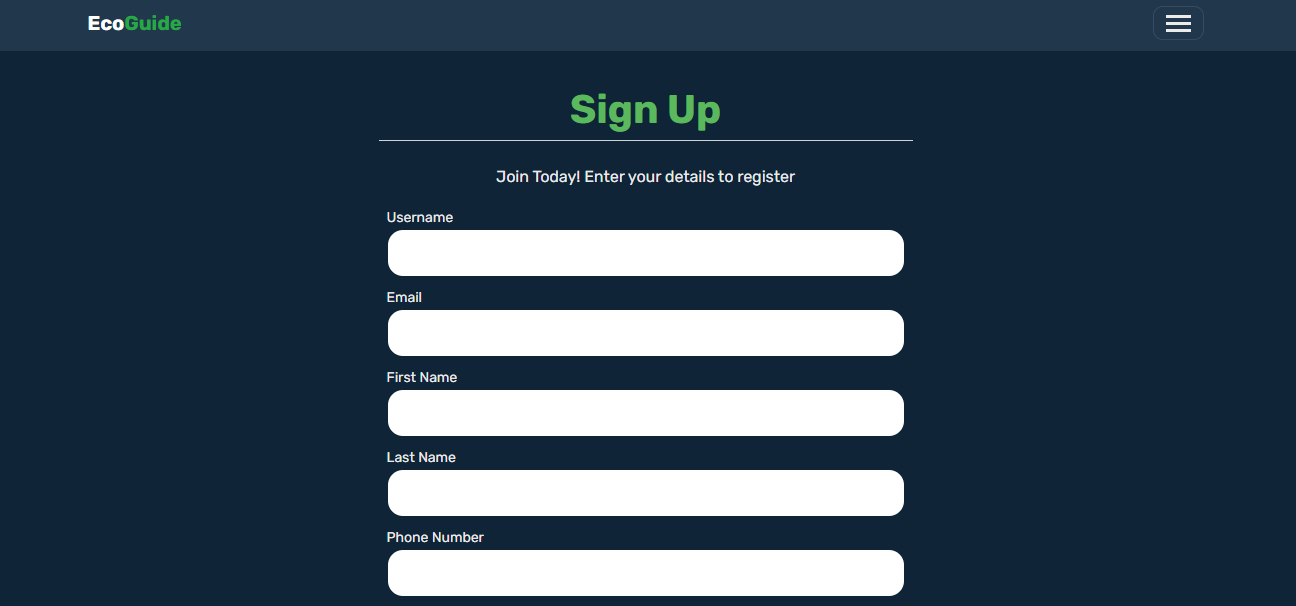 EcoGuide
Sign Up
Join Today! Enter your details to register
Username
Email
First Name
Last Name
Phone Number